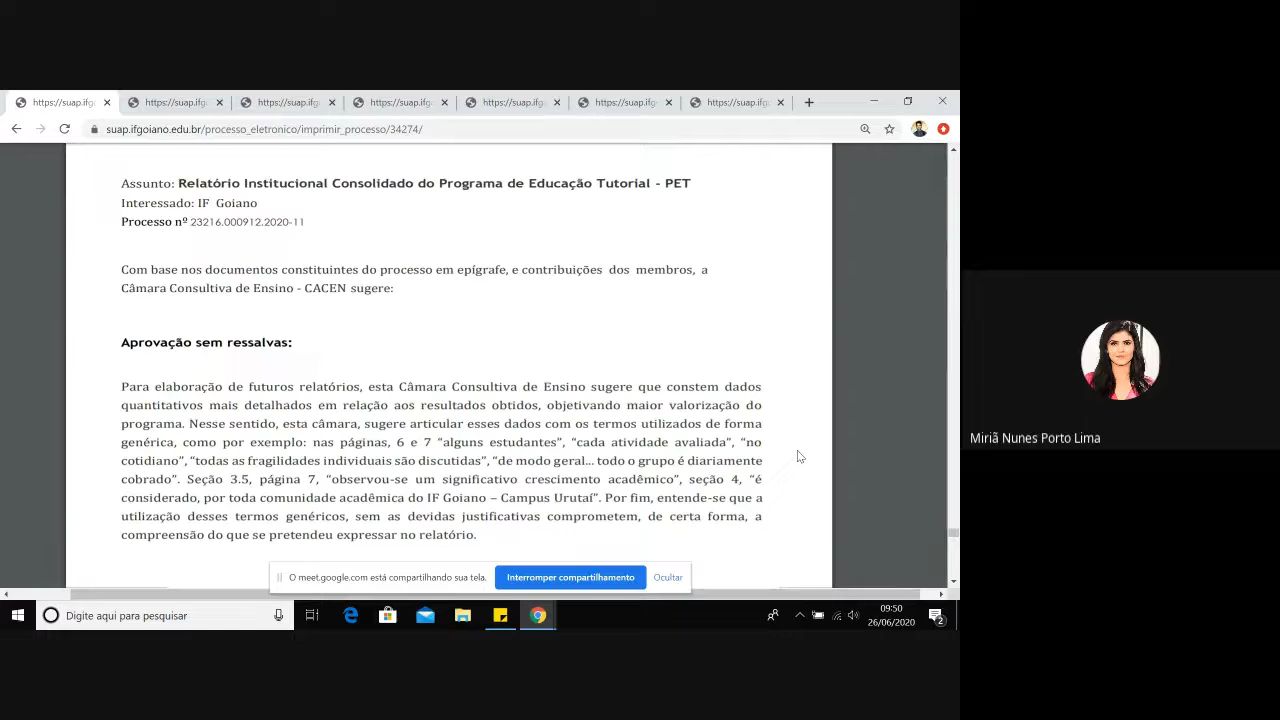 https://suap.ifg
https://suap.ifg
https://suap.ifg
https://suap.ifg
https://suap.ifg
https://suap.ifg
https://suap.ifg
suap.ifgoiano.edu.br/processo_eletronico/imprimir_processo/34274/
Assunto: Relatório Institucional Consolidado do Programa de Educação Tutorial - PET
Interessado: IF Goiano
Processo nº 23216.000912.2020-11
Com base nos documentos constituintes do processo em epígrafe, e contribuições dos membros, a
Câmara Consultiva de Ensino - CACEN sugere:
Aprovação sem ressalvas:
Para elaboração de futuros relatórios, esta Câmara Consultiva de Ensino sugere que constem dados
quantitativos mais detalhados em relação aos resultados obtidos, objetivando maior valorização do
programa. Nesse sentido, esta câmara, sugere articular esses dados com os termos utilizados de forma
genérica, como por exemplo: nas páginas, 6 e 7 “alguns estudantes”, “cada atividade avaliada”, “no
cotidiano”, “todas as fragilidades individuais são discutidas”, “de modo geral... todo o grupo é diariamente
cobrado”. Seção 3.5, página 7, “observou-se um significativo crescimento acadêmico”, seção 4, “é
considerado, por toda comunidade acadêmica do IF Goiano – Campus Urutaí”. Por fim, entende-se que a
utilização desses termos genéricos, sem as devidas justificativas comprometem, de certa forma, a
compreensão do que se pretendeu expressar no relatório.
O meet.google.com está compartilhando sua tela.
Interromper compartilhamento
Ocultar
Miriã Nunes Porto Lima
Digite aqui para pesquisar
09:50
26/06/2020
2